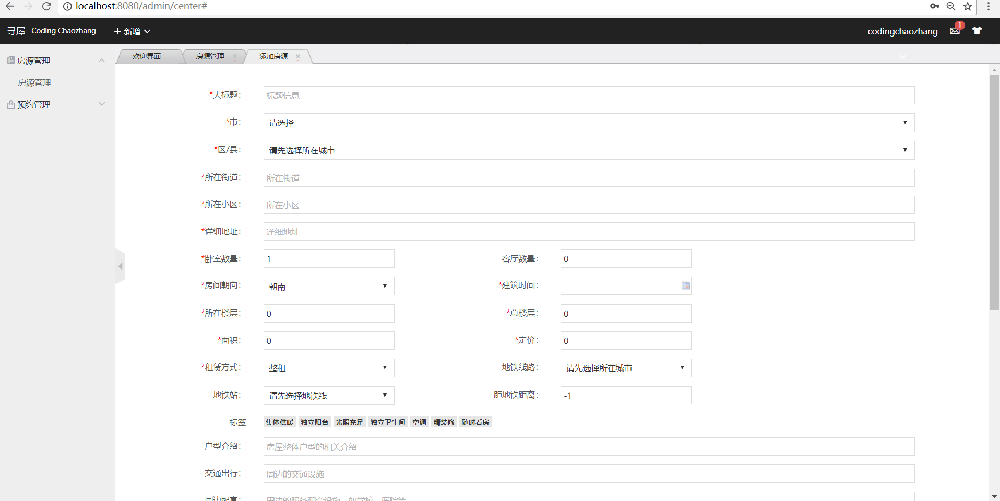 localhost:8080/admin/center#
寻屋 Coding Chaozhang 新增 codingchaozhang 1
房源管理
房源管理
预约管理
欢迎界面 房源管理 添加房源
*大标题： 标题信息
*市： 请选择
*区/县： 请先选择所在城市
*所在街道： 所在街道
*所在小区： 所在小区
*详细地址： 详细地址
*卧室数量： 1 客厅数量： 0
*房间朝向： 朝南 *建筑时间：
*所在楼层： 0 *总楼层： 0
*面积： 0 *定价： 0
*租赁方式： 整租 地铁线路： 请先选择所在城市
地铁站： 请先选择地铁线 距地铁距离： -1
标签 集体供暖 独立阳台 光照充足 独立卫生间 空调 精装修 随时看房
户型介绍： 房屋整体户型的相关介绍
交通出行： 周边的交通设施
周边配套： 周边的服务配套设施，如学校、医院等